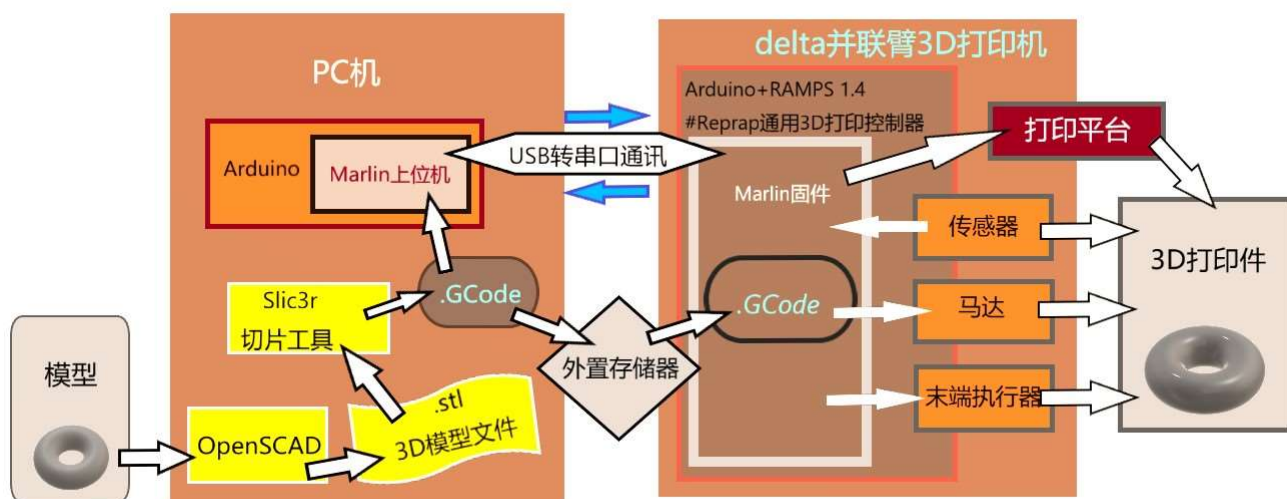 PC机
delta并联臂3D打印机
Arduino+RAMPS 1.4
#Reprap通用3D打印控制器
打印平台
USB转串口通讯
Arduino
Marlin上位机
Marlin固件
传感器
3D打印件
.GCode
.GCode
Slic3r
切片工具
马达
外置存储器
模型
末端执行器
.stl
3D模型文件
OpenSCAD